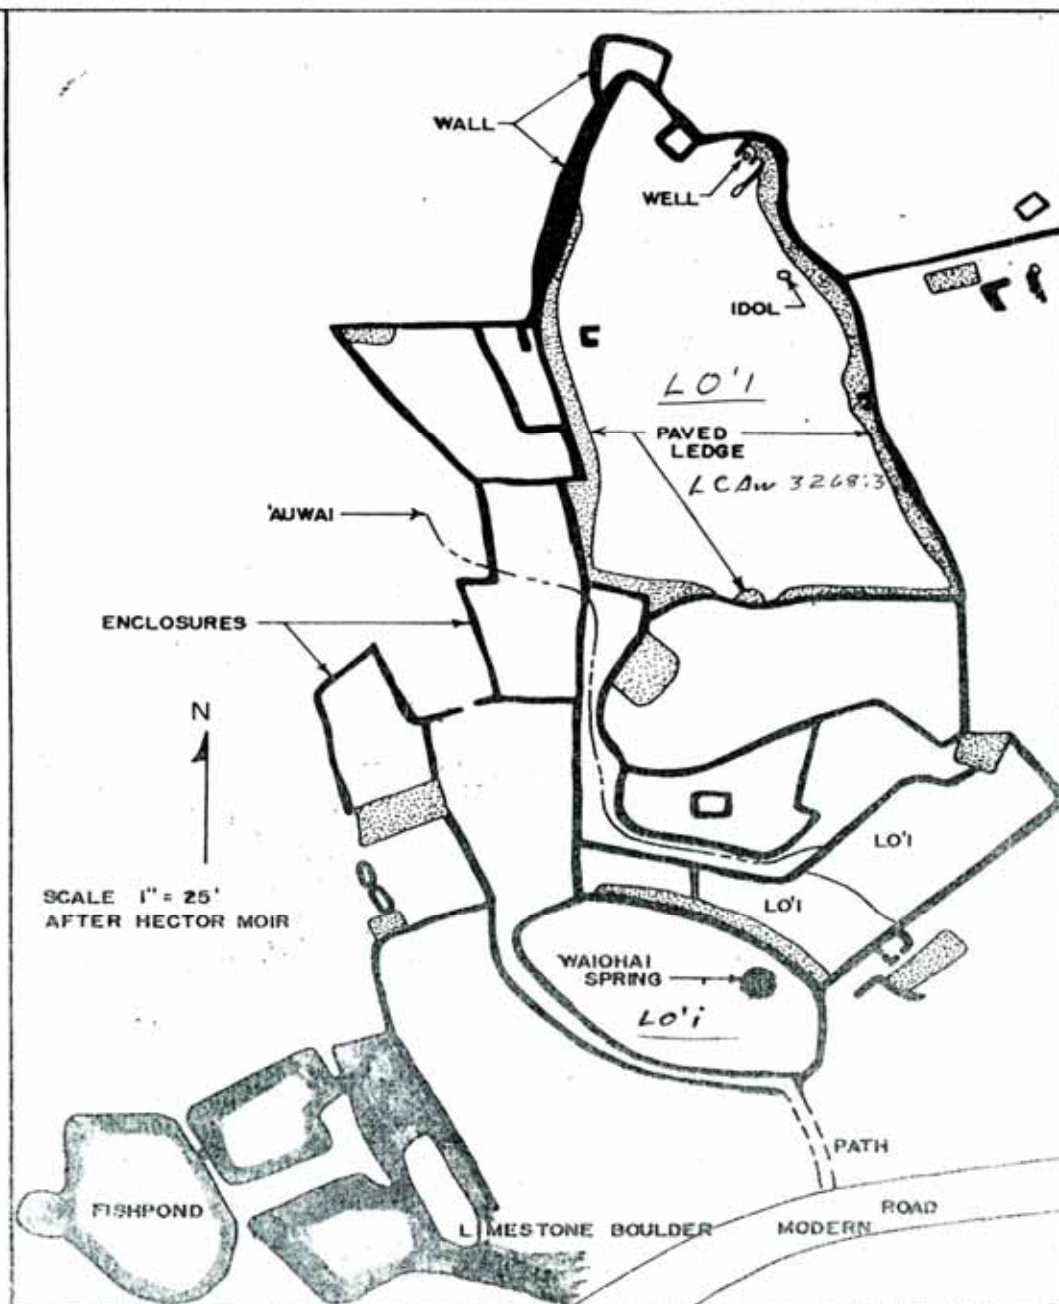 WALL
WELL
IDOL
LO'I
PAVED
LEDGE
LCAw 3268:3
'AUWAI
ENCLOSURES
N
SCALE 1" = 25'
AFTER HECTOR MOIR
LO'I
LO'I
WAIOHAI
SPRING
LO'i
PATH
FISHPOND
LIMESTONE BOULDER
MODERN ROAD